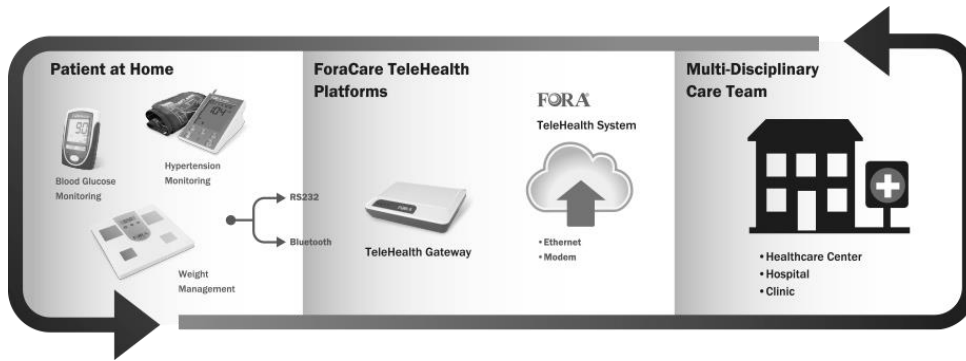 Patient at Home
Blood Glucose
Monitoring
Hypertension
Monitoring
Weight
Management
RS232
Bluetooth
ForaCare TeleHealth
Platforms
TeleHealth Gateway
FORA
TeleHealth System
• Ethernet
• Modem
Multi-Disciplinary
Care Team
• Healthcare Center
• Hospital
• Clinic